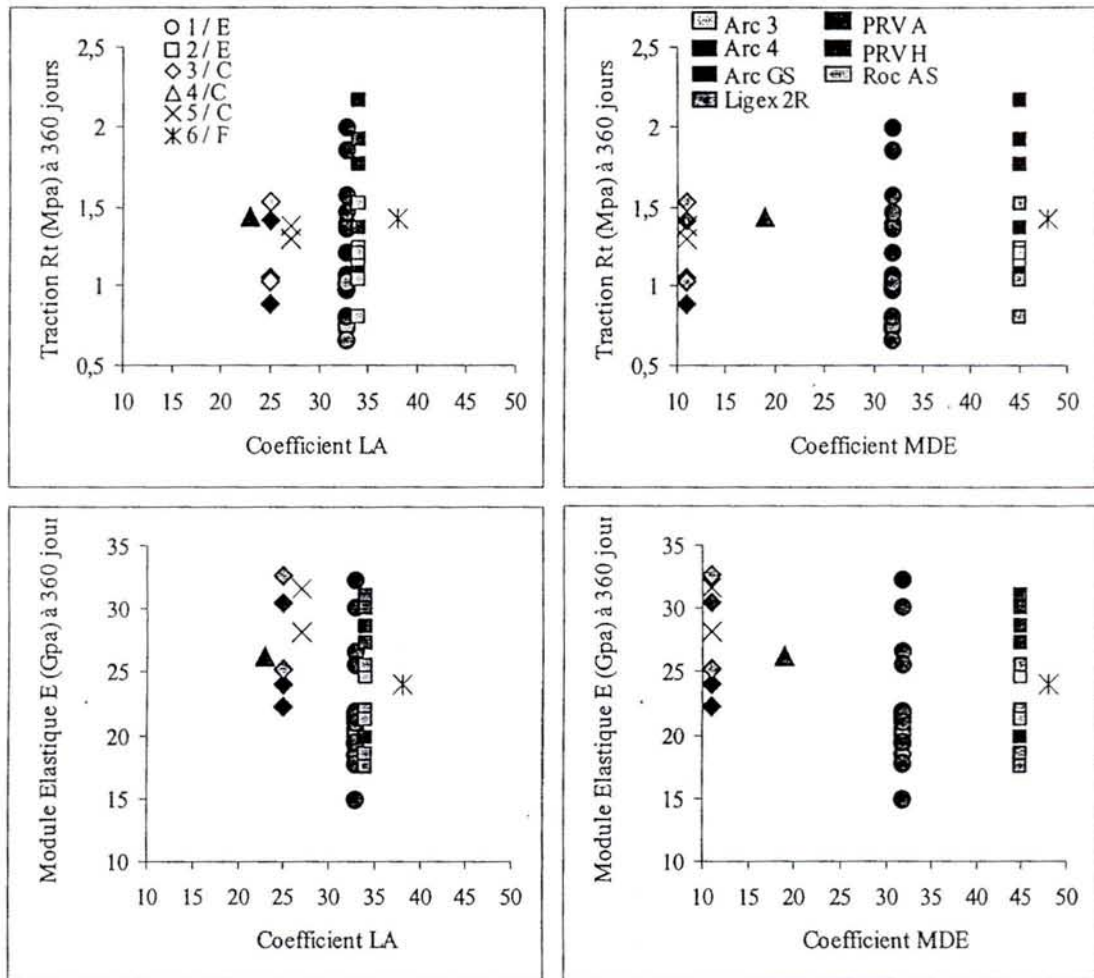 Traction Rt (Mpa) à 360 jours
2,5
2
1,5
1
0,5
1 / E
2 / E
3 / C
4 / C
5 / C
6 / F
10 15 20 25 30 35 40 45 50
Coefficient LA
Traction Rt (Mpa) à 360 jours
2,5
2
1,5
1
0,5
Arc 3
Arc 4
Arc GS
Ligex 2R
PRV A
PRV H
Roc AS
10 15 20 25 30 35 40 45 50
Coefficient MDE
Module Elastique E (Gpa) à 360 jour
35
30
25
20
15
10
10 15 20 25 30 35 40 45 50
Coefficient LA
Module Elastique E (Gpa) à 360 jour
35
30
25
20
15
10
10 15 20 25 30 35 40 45 50
Coefficient MDE